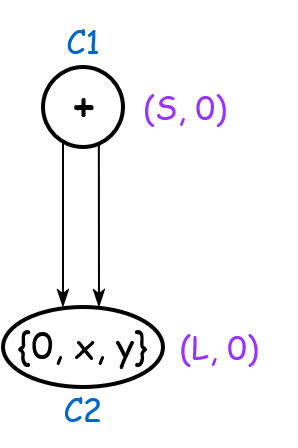 C1
+
(S, 0)
{0, x, y}
(L, 0)
C2